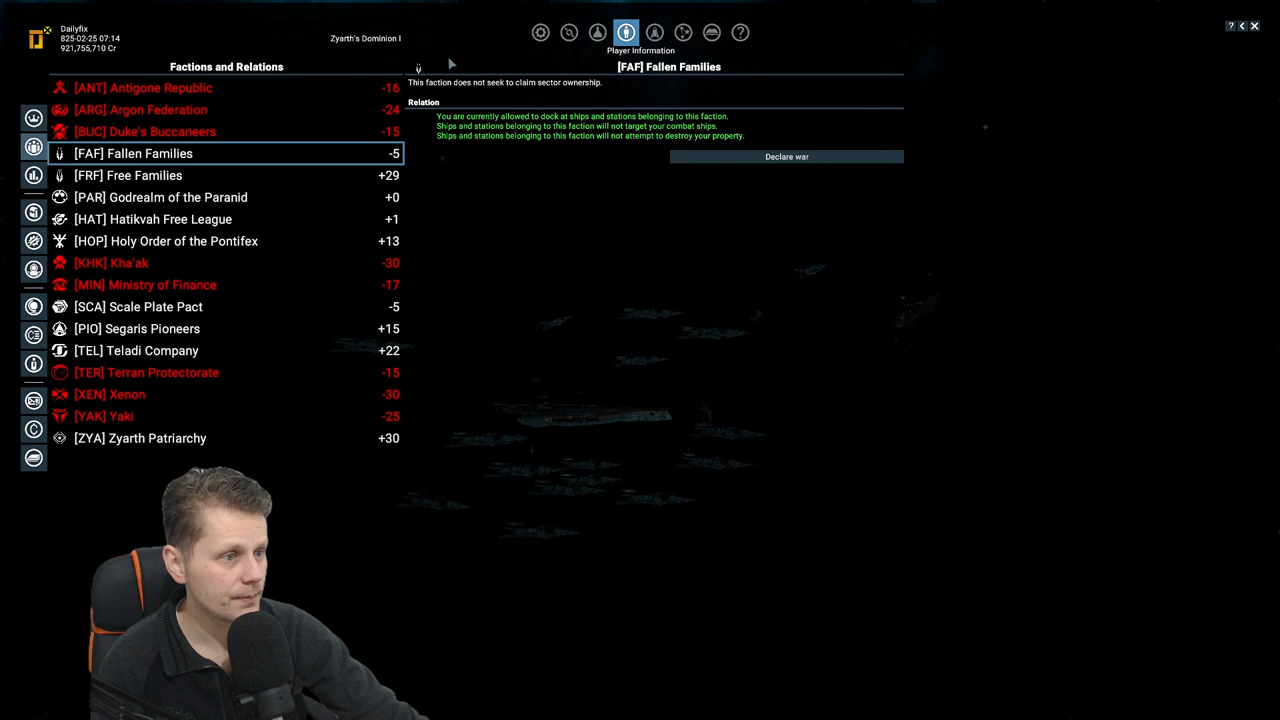 Dailyfix
825-02-25 07:14
921,755,710 Cr
Zyarth's Dominion I
Player Information
? < X
Factions and Relations
[ANT] Antigone Republic -16
[ARG] Argon Federation -24
[BUC] Duke's Buccaneers -15
[FAF] Fallen Families -5
[FRF] Free Families +29
[PAR] Godrealm of the Paranid +0
[HAT] Hatikvah Free League +1
[HOP] Holy Order of the Pontifex +13
[KHK] Kha'ak -30
[MIN] Ministry of Finance -17
[SCA] Scale Plate Pact -5
[PIO] Segaris Pioneers +15
[TEL] Teladi Company +22
[TER] Terran Protectorate -15
[XEN] Xenon -30
[YAK] Yaki -25
[ZYA] Zyarth Patriarchy +30
[FAF] Fallen Families
This faction does not seek to claim sector ownership.
Relation
You are currently allowed to dock at ships and stations belonging to this faction.
Ships and stations belonging to this faction will not target your combat ships.
Ships and stations belonging to this faction will not attempt to destroy your property.
Declare war